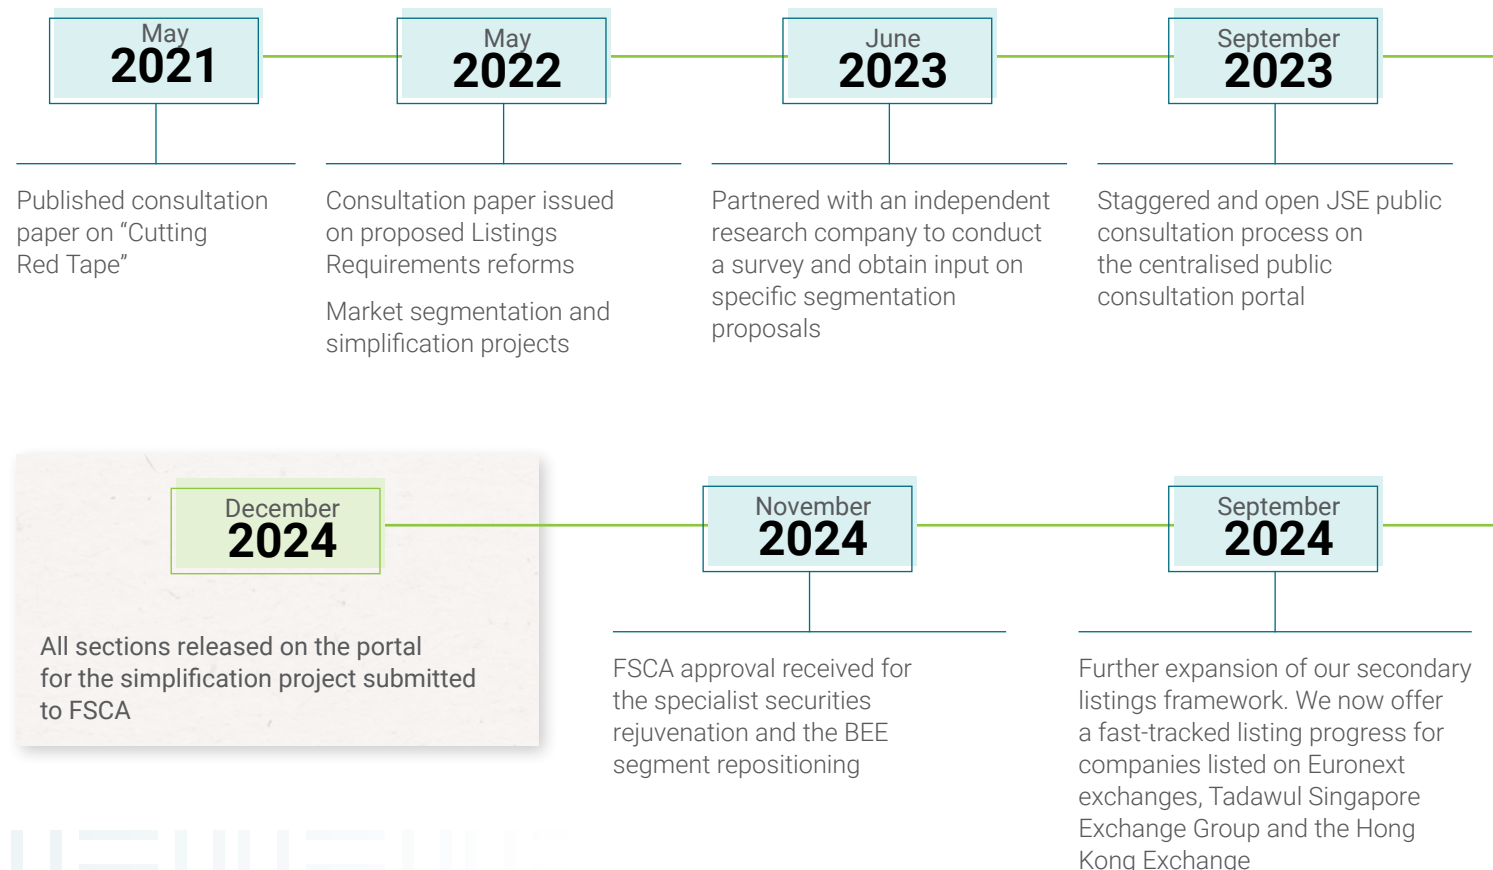 May
2021
Published consultation
paper on “Cutting
Red Tape”
May
2022
Consultation paper issued
on proposed Listings
Requirements reforms
Market segmentation and
simplification projects
June
2023
Partnered with an independent
research company to conduct
a survey and obtain input on
specific segmentation
proposals
September
2023
Staggered and open JSE public
consultation process on
the centralised public
consultation portal
December
2024
All sections released on the portal
for the simplification project submitted
to FSCA
November
2024
FSCA approval received for
the specialist securities
rejuvenation and the BEE
segment repositioning
September
2024
Further expansion of our secondary
listings framework. We now offer
a fast-tracked listing progress for
companies listed on Euronext
exchanges, Tadawul Singapore
Exchange Group and the Hong
Kong Exchange